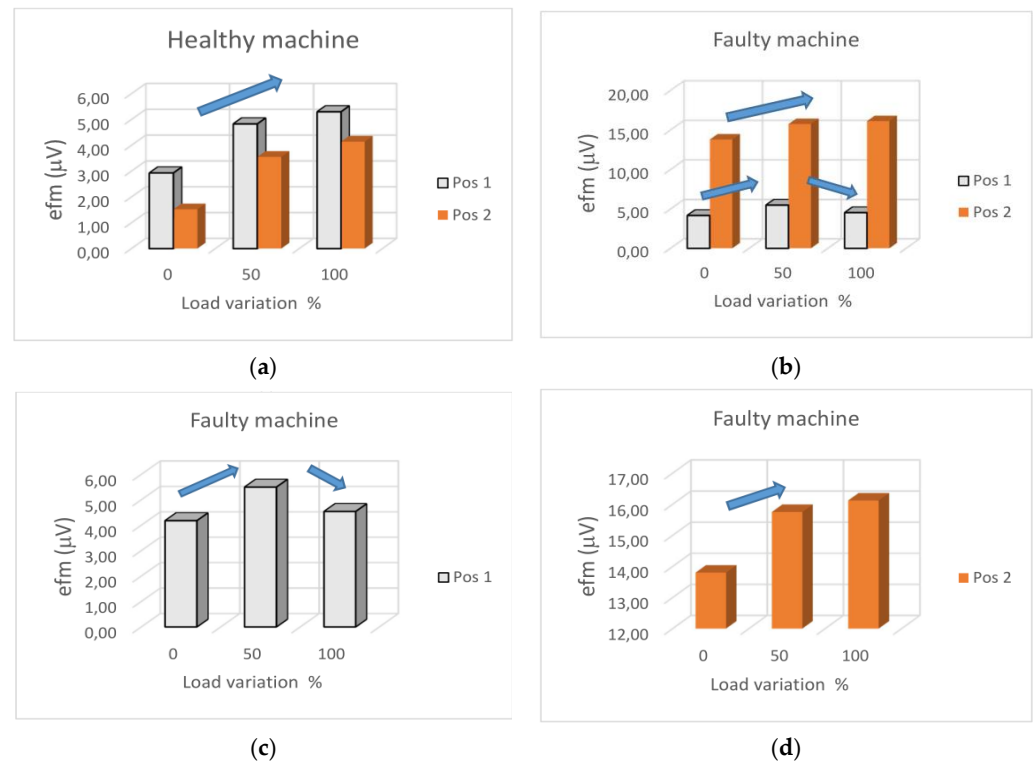 Healthy machine
6,00
5,00
4,00
3,00
2,00
1,00
0,00
efm (μV)
0 50 100
Load variation %
Pos 1
Pos 2
(a)
Faulty machine
20,00
15,00
10,00
5,00
0,00
efm (μV)
0 50 100
Load variation %
Pos 1
Pos 2
(b)
Faulty machine
6,00
5,00
4,00
3,00
2,00
1,00
0,00
efm (μV)
0 50 100
Load variation %
Pos 1
(c)
Faulty machine
17,00
16,00
15,00
14,00
13,00
12,00
efm (μV)
0 50 100
Load variation %
Pos 2
(d)